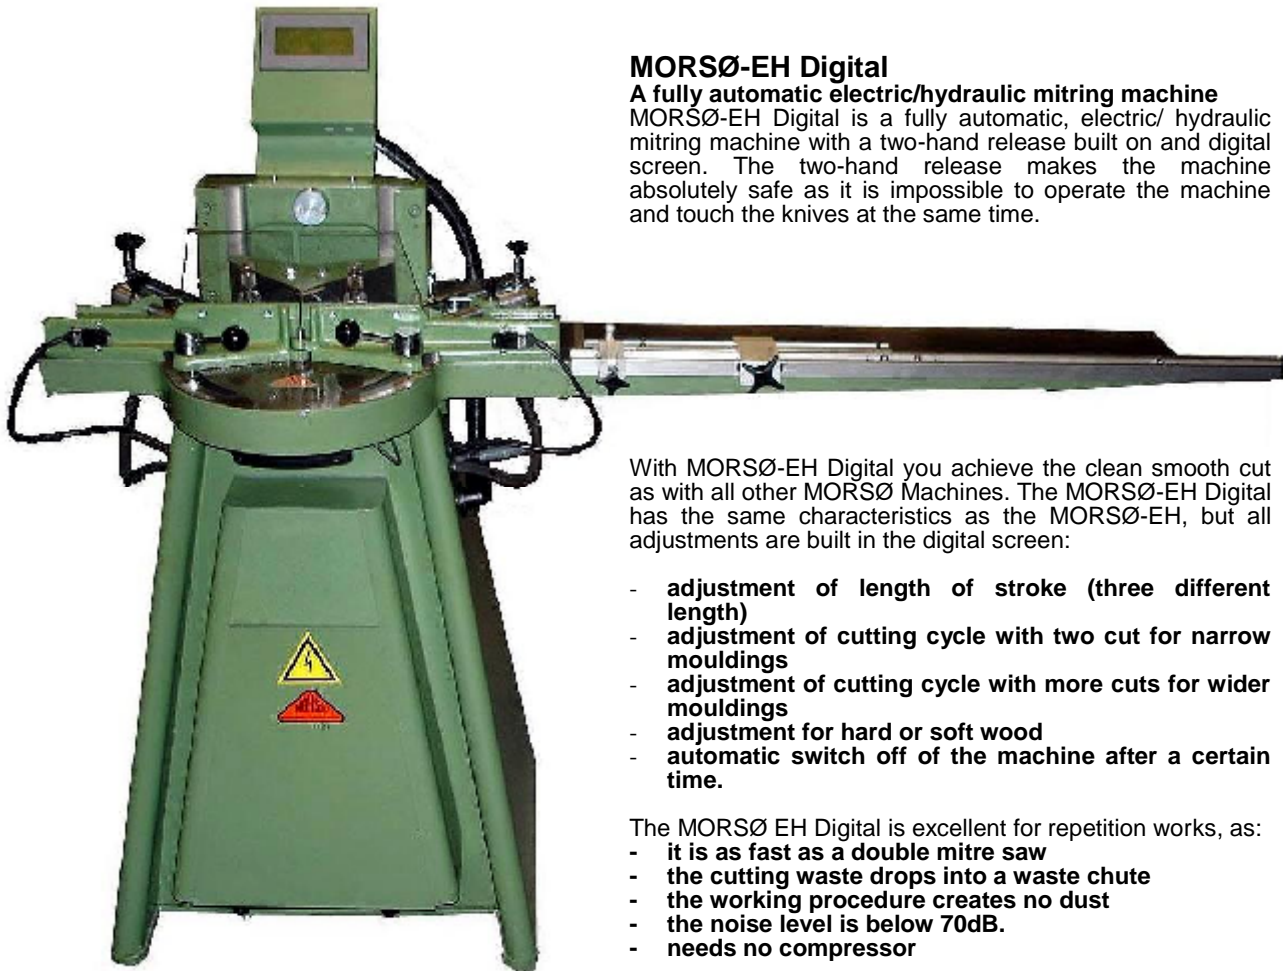 MORSØ-EH Digital
A fully automatic electric/hydraulic mitring machine
MORSØ-EH Digital is a fully automatic, electric/ hydraulic
mitring machine with a two-hand release built on and digital
screen. The two-hand release makes the machine
absolutely safe as it is impossible to operate the machine
and touch the knives at the same time.
With MORSØ-EH Digital you achieve the clean smooth cut
as with all other MORSØ Machines. The MORSØ-EH Digital
has the same characteristics as the MORSØ-EH, but all
adjustments are built in the digital screen:
- adjustment of length of stroke (three different
length)
- adjustment of cutting cycle with two cut for narrow
mouldings
- adjustment of cutting cycle with more cuts for wider
mouldings
- adjustment for hard or soft wood
- automatic switch off of the machine after a certain
time.
The MORSØ EH Digital is excellent for repetition works, as:
- it is as fast as a double mitre saw
- the cutting waste drops into a waste chute
- the working procedure creates no dust
- the noise level is below 70dB.
- needs no compressor